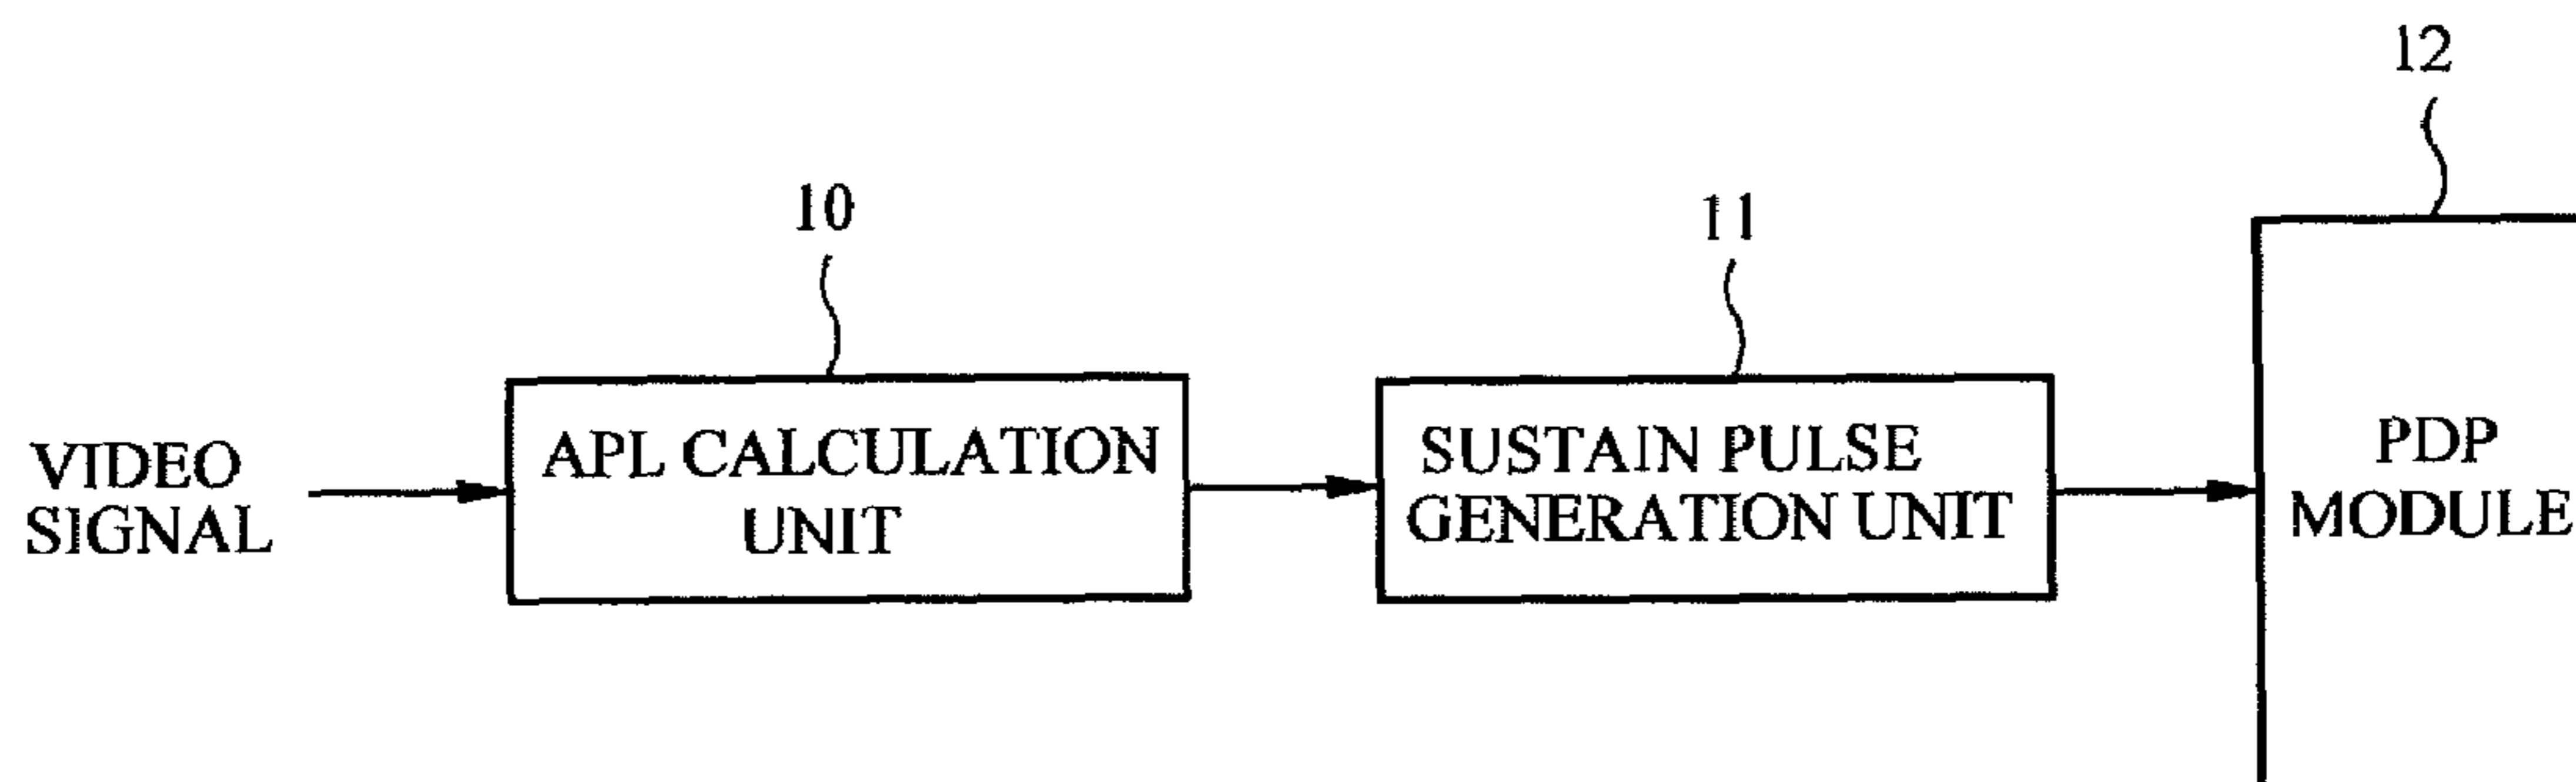 12
10
11
VIDEO
SIGNAL
APL CALCULATION
UNIT
SUSTAIN PULSE
GENERATION UNIT
PDP
MODULE